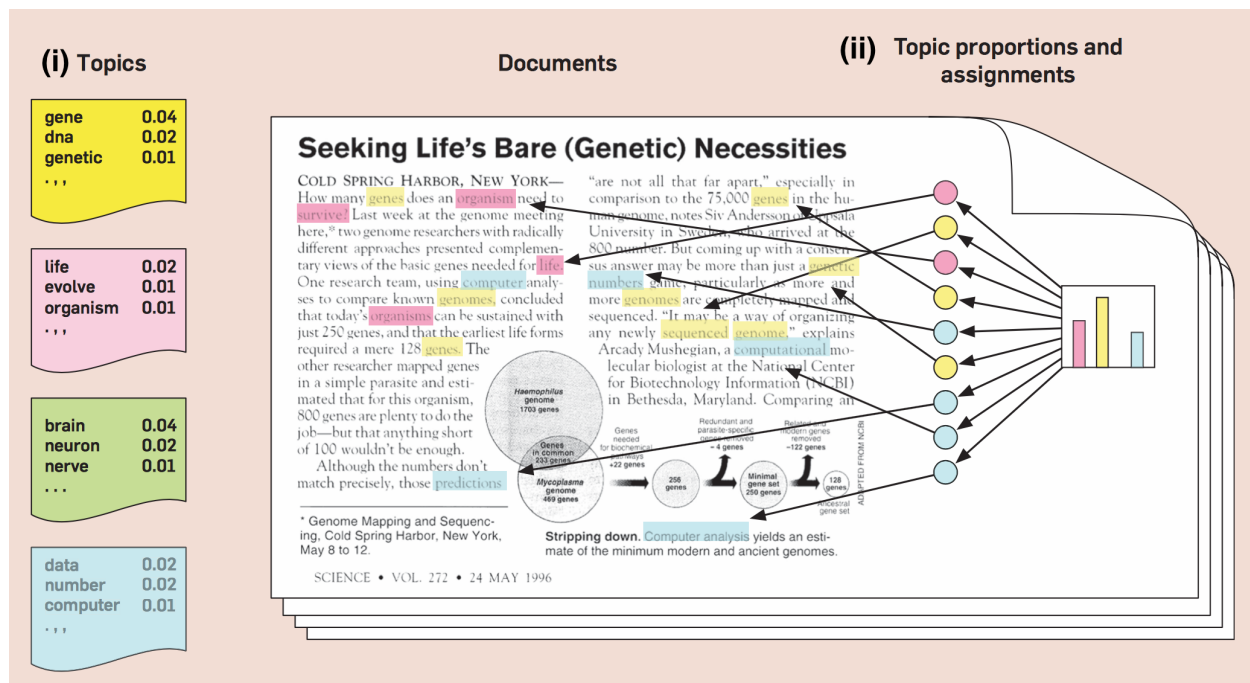 (i) Topics
Documents
(ii) Topic proportions and
assignments
gene 0.04
dna 0.02
genetic 0.01
. , ,
life 0.02
evolve 0.01
organism 0.01
. , ,
brain 0.04
neuron 0.02
nerve 0.01
...
data 0.02
number 0.02
computer 0.01
. , ,
Seeking Life's Bare (Genetic) Necessities
COLD SPRING HARBOR, NEW YORK—
How many genes does an organism need to
survive? Last week at the genome meeting
here,* two genome researchers with radically
different approaches presented complemen-
tary views of the basic genes needed for life.
One research team, using computer analy-
ses to compare known genomes, concluded
that today's organisms can be sustained with
just 250 genes, and that the earliest life forms
required a mere 128 genes. The
other researcher mapped genes
in a simple parasite and esti-
mated that for this organism,
800 genes are plenty to do the
job—but that anything short
of 100 wouldn't be enough.
Although the numbers don't
match precisely, those predictions
* Genome Mapping and Sequenc-
ing, Cold Spring Harbor, New York,
May 8 to 12.
"are not all that far apart," especially in
comparison to the 75,000 genes in the hu-
man genome, notes Siv Andersson of Uppsala
University in Sweden, who arrived at the
800 number. But coming up with a consen-
sus answer may be more than just a genetic
numbers game, particularly as more and
more genomes are completely mapped and
sequenced. "It may be a way of organizing
any newly sequenced genome," explains
Arcady Mushegian, a computational mo-
lecular biologist at the National Center
for Biotechnology Information (NCBI)
in Bethesda, Maryland. Comparing an
Haemophilus
genome
1703 genes
Genes
in common
233 genes
Mycoplasma
genome
469 genes
Genes
needed
for biochemical
pathways
+22 genes
256
genes
Redundant and
parasite-specific
genes removed
– 4 genes
Minimal
gene set
250 genes
Related and
modern genes
removed
–122 genes
128
genes
Ancestral
gene set
ADAPTED FROM NCBI
Stripping down. Computer analysis yields an esti-
mate of the minimum modern and ancient genomes.
SCIENCE • VOL. 272 • 24 MAY 1996